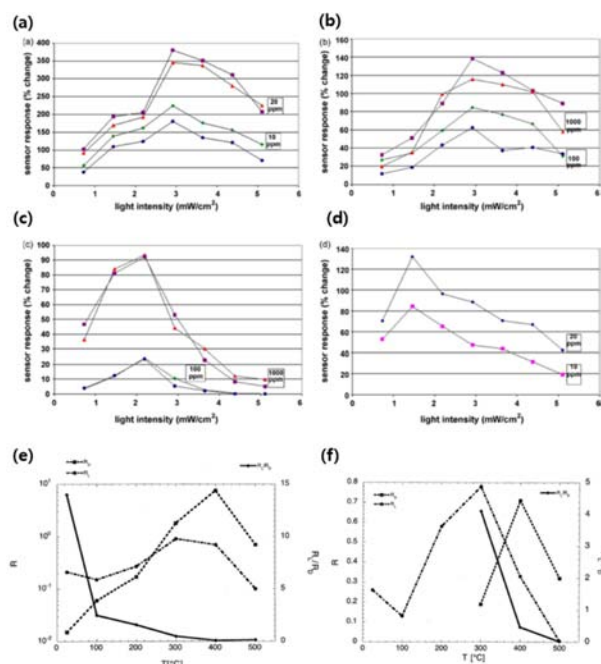 (a)
[a]
400
350
300
250
200
150
100
50
0
sensor response (% change)
20 ppm
10 ppm
0 1 2 3 4 5 6
light intensity (mW/cm²)
(b)
(b)
160
140
120
100
80
60
40
20
0
sensor response (% change)
1000 ppm
100 ppm
0 1 2 3 4 5 6
light intensity (mW/cm²)
(c)
(c)
100
90
80
70
60
50
40
30
20
10
0
sensor response (% change)
100 ppm
1000 ppm
0 1 2 3 4 5 6
light intensity (mW/cm²)
(d)
(d)
140
120
100
80
60
40
20
0
sensor response (% change)
20 ppm
10 ppm
0 1 2 3 4 5 6
light intensity (mW/cm²)
(e)
10¹
10⁰
10⁻¹
10⁻²
R
15
10
5
0
0 100 200 300 400 500
(f)
0.8
0.7
0.6
0.5
0.4
0.3
0.2
0.1
0
R
5
4
3
2
1
0
0 100 200 300 400 500
T [°C]